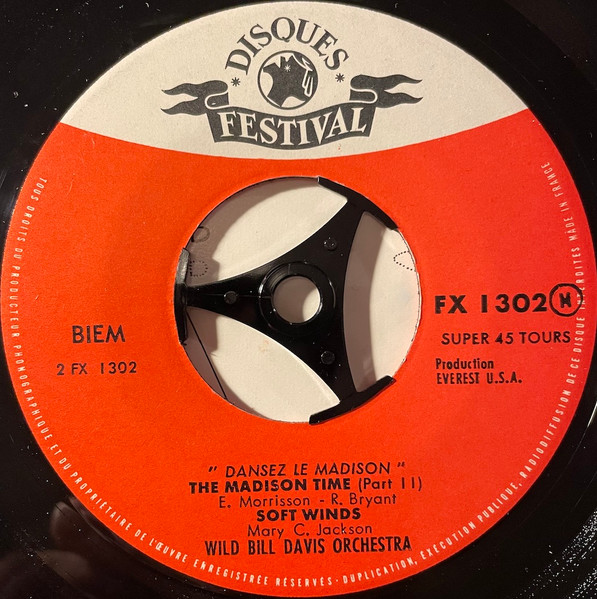 DISQUES
FESTIVAL
BIEM
2 FX 1302
FX 1302 N
SUPER 45 TOURS
Production
EVEREST U.S.A.
" DANSEZ LE MADISON "
THE MADISON TIME (Part II)
E. Morrisson - R. Bryant
SOFT WINDS
Mary C. Jackson
WILD BILL DAVIS ORCHESTRA
TOUS DROITS DU PRODUCTEUR PHONOGRAPHIQUE ET DU PROPRIÉTAIRE DE L'ŒUVRE ENREGISTRÉE RÉSERVÉS - DUPLICATION, EXÉCUTION PUBLIQUE, RADIODIFFUSION DE CE DISQUE INTERDITES MADE IN FRANCE